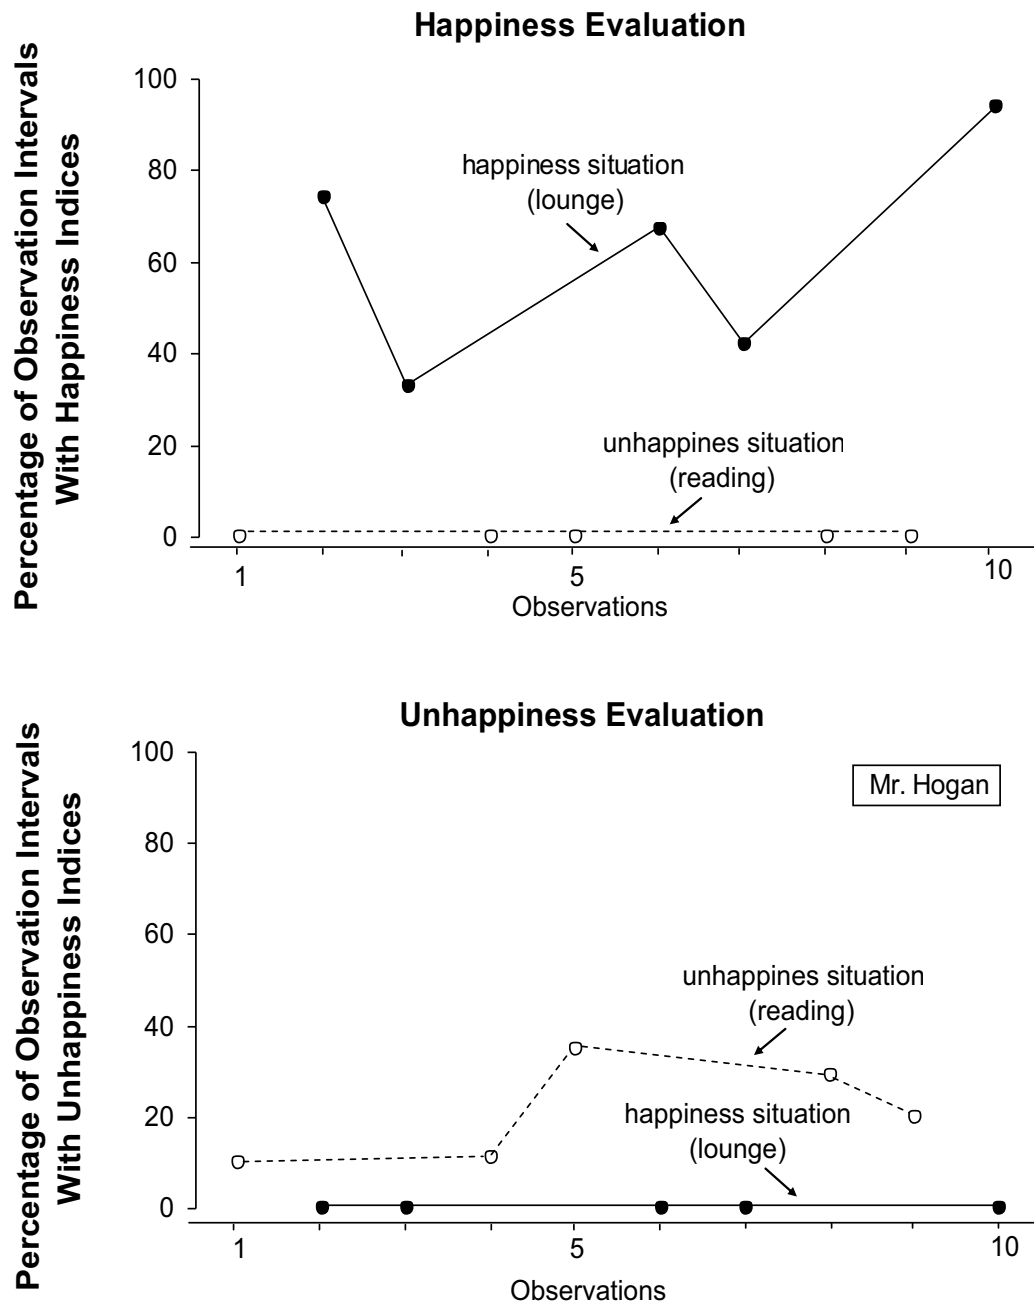 Happiness Evaluation
Percentage of Observation Intervals
With Happiness Indices
100
80
60
40
20
0
happiness situation
(lounge)
unhappines situation
(reading)
1
5
10
Observations
Unhappiness Evaluation
Percentage of Observation Intervals
With Unhappiness Indices
100
80
60
40
20
0
Mr. Hogan
unhappines situation
(reading)
happiness situation
(lounge)
1
5
10
Observations